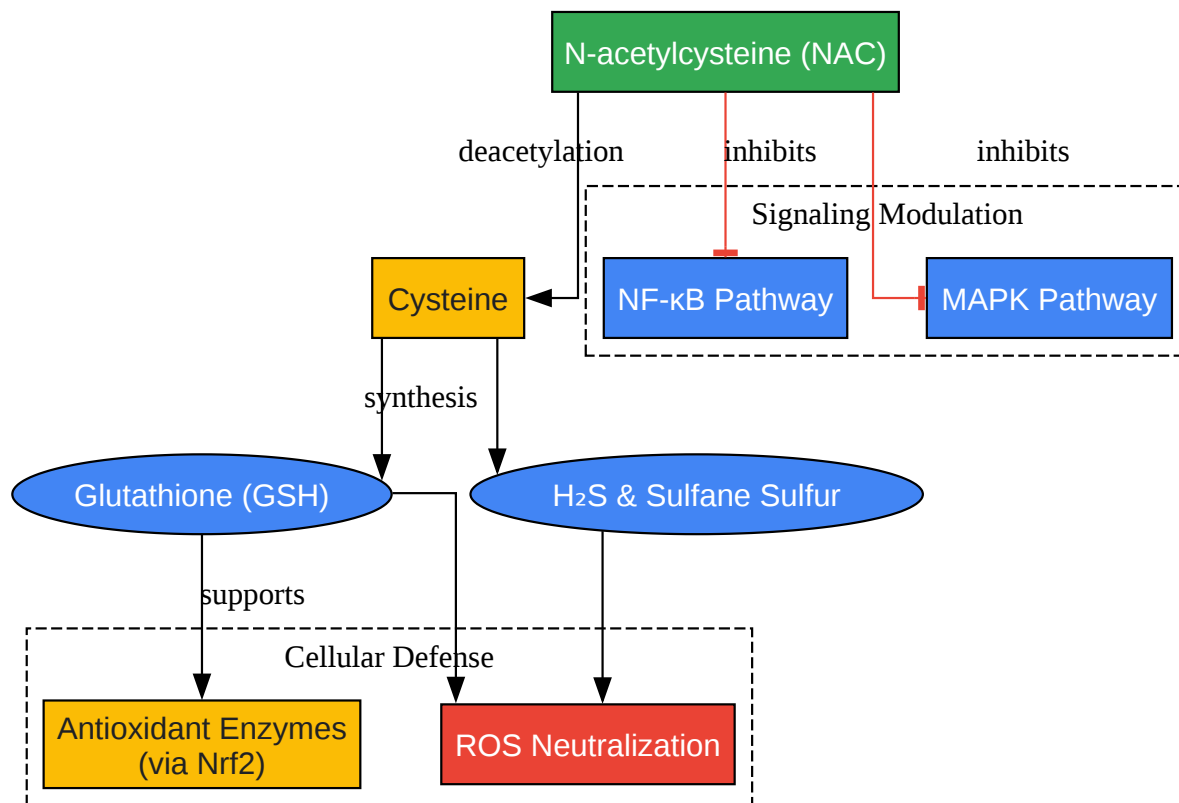 N-acetylcysteine (NAC)
deacetylation
inhibits
inhibits
Signaling Modulation
Cysteine
NF-κB Pathway
MAPK Pathway
synthesis
Glutathione (GSH)
H₂S & Sulfane Sulfur
supports
Cellular Defense
Antioxidant Enzymes
(via Nrf2)
ROS Neutralization